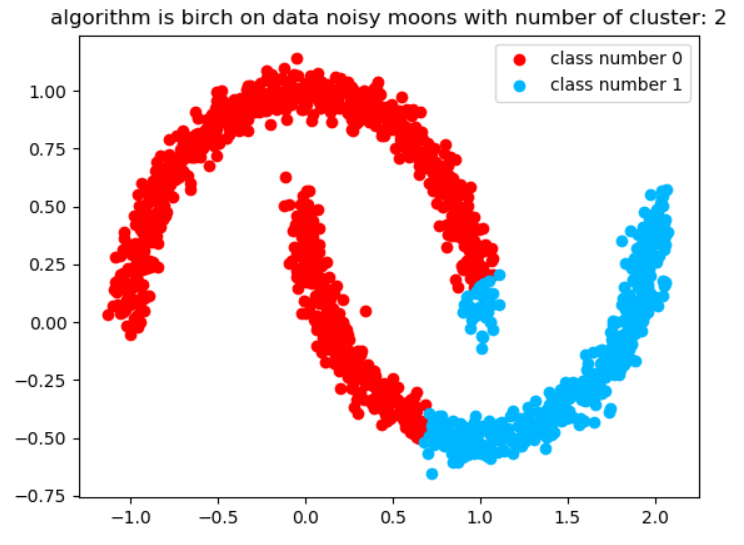 algorithm is birch on data noisy moons with number of cluster: 2
class number 0
class number 1
1.00
0.75
0.50
0.25
0.00
−0.25
−0.50
−0.75
−1.0 −0.5 0.0 0.5 1.0 1.5 2.0